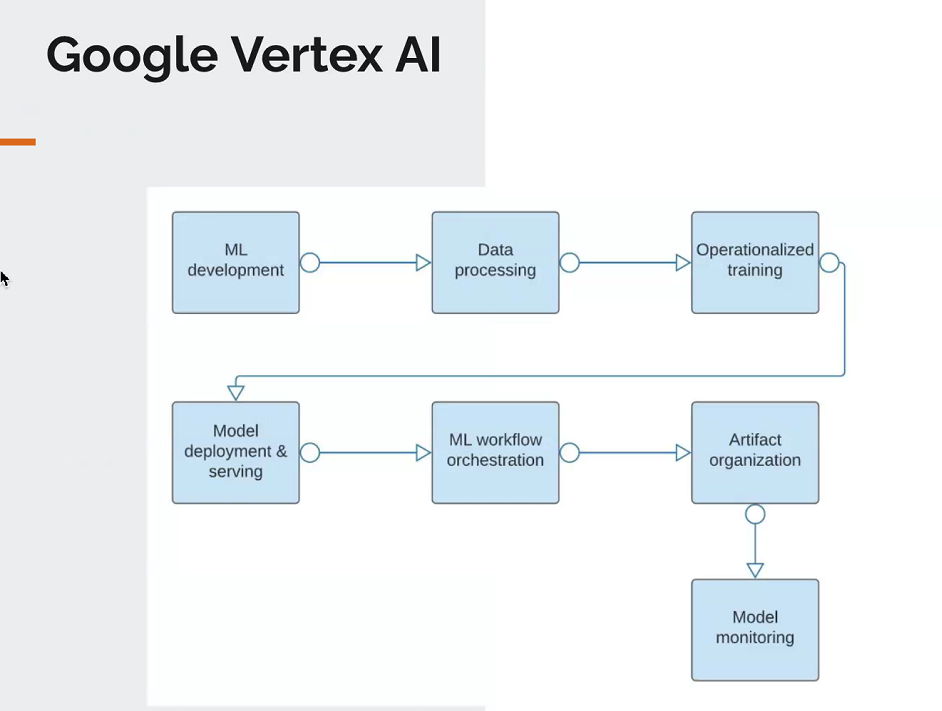 Google Vertex AI
ML
development
Data
processing
Operationalized
training
Model
deployment &
serving
ML workflow
orchestration
Artifact
organization
Model
monitoring